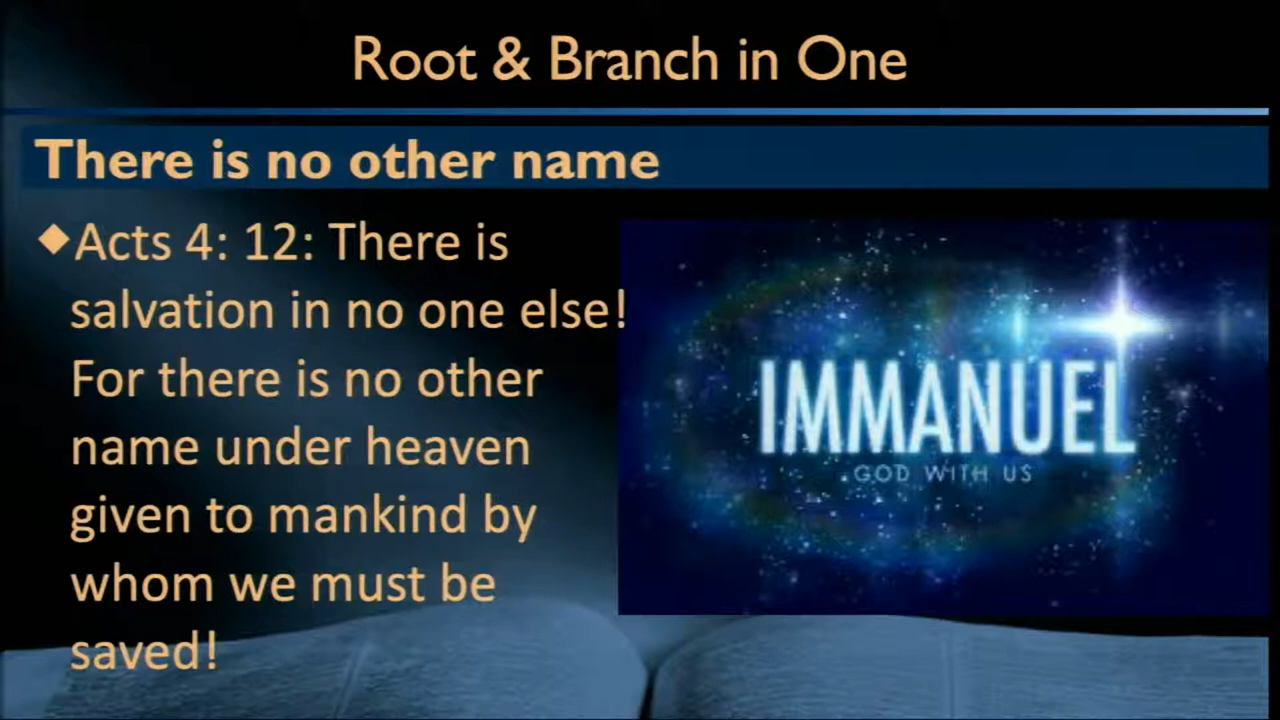 Root & Branch in One
There is no other name
◆Acts 4: 12: There is
salvation in no one else!
For there is no other
name under heaven
given to mankind by
whom we must be
saved!
IMMANUEL
GOD WITH US